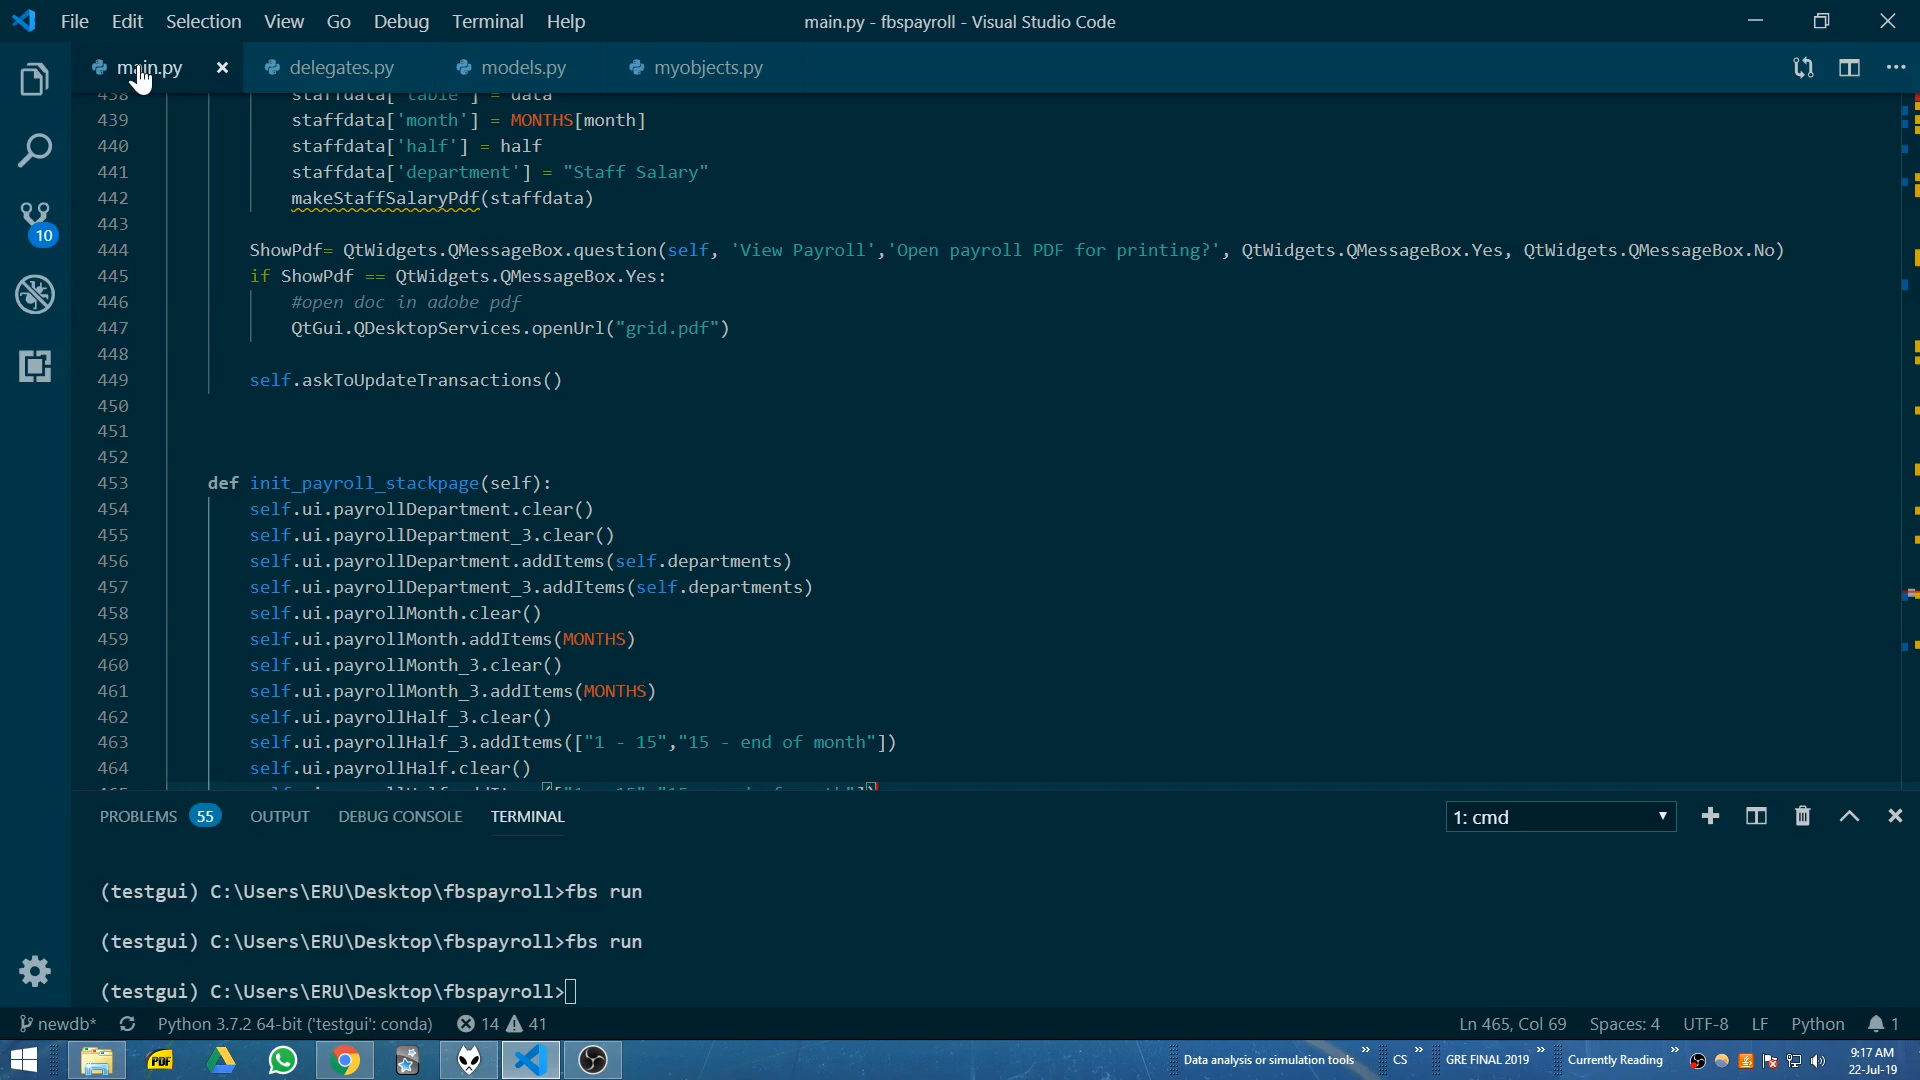 File Edit Selection View Go Debug Terminal Help
main.py - fbspayroll - Visual Studio Code
main.py delegates.py models.py myobjects.py
438 staffdata['table'] = data
439 staffdata['month'] = MONTHS[month]
440 staffdata['half'] = half
441 staffdata['department'] = "Staff Salary"
442 makeStaffSalaryPdf(staffdata)
443
444 ShowPdf= QtWidgets.QMessageBox.question(self, 'View Payroll','Open payroll PDF for printing?', QtWidgets.QMessageBox.Yes, QtWidgets.QMessageBox.No)
445 if ShowPdf == QtWidgets.QMessageBox.Yes:
446 #open doc in adobe pdf
447 QtGui.QDesktopServices.openUrl("grid.pdf")
448
449 self.askToUpdateTransactions()
450
451
452
453 def init_payroll_stackpage(self):
454 self.ui.payrollDepartment.clear()
455 self.ui.payrollDepartment_3.clear()
456 self.ui.payrollDepartment.addItems(self.departments)
457 self.ui.payrollDepartment_3.addItems(self.departments)
458 self.ui.payrollMonth.clear()
459 self.ui.payrollMonth.addItems(MONTHS)
460 self.ui.payrollMonth_3.clear()
461 self.ui.payrollMonth_3.addItems(MONTHS)
462 self.ui.payrollHalf_3.clear()
463 self.ui.payrollHalf_3.addItems(["1 - 15","15 - end of month"])
464 self.ui.payrollHalf.clear()
10
PROBLEMS 55 OUTPUT DEBUG CONSOLE TERMINAL 1: cmd
(testgui) C:\Users\ERU\Desktop\fbspayroll>fbs run
(testgui) C:\Users\ERU\Desktop\fbspayroll>fbs run
(testgui) C:\Users\ERU\Desktop\fbspayroll>
newdb* Python 3.7.2 64-bit ('testgui': conda) 14 41 Ln 465, Col 69 Spaces: 4 UTF-8 LF Python 1
PDF Data analysis or simulation tools » CS » GRE FINAL 2019 » Currently Reading » 9:17 AM
22-Jul-19